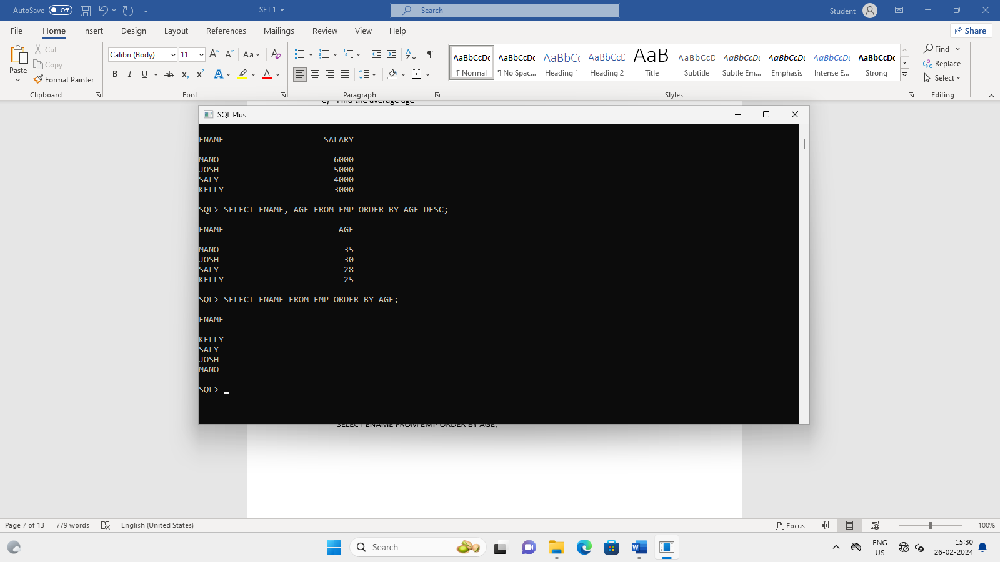 AutoSave Off SET 1 Search Student
File Home Insert Design Layout References Mailings Review View Help Share
Paste Cut Copy Format Painter
Clipboard
Calibri (Body) 11 Aa
B I U ab x2 x2 A A
Font
Paragraph
AaBbCcDc AaBbCcDc AaBbC( AaBbCcD AaB AaBbCcD AaBbCcDc AaBbCcDc AaBbCcDc AaBbCcDc
¶ Normal ¶ No Spac... Heading 1 Heading 2 Title Subtitle Subtle Em... Emphasis Intense E... Strong
Styles
Find
Replace
Select
Editing
e) Find the average age
SQL Plus
ENAME SALARY
-------------------- ----------
MANO 6000
JOSH 5000
SALY 4000
KELLY 3000
SQL> SELECT ENAME, AGE FROM EMP ORDER BY AGE DESC;
ENAME AGE
-------------------- ----------
MANO 35
JOSH 30
SALY 28
KELLY 25
SQL> SELECT ENAME FROM EMP ORDER BY AGE;
ENAME
--------------------
KELLY
SALY
JOSH
MANO
SQL>
SELECT ENAME FROM EMP ORDER BY AGE;
Page 7 of 13 779 words English (United States) Focus 100%
Search
ENG
US
15:30
26-02-2024